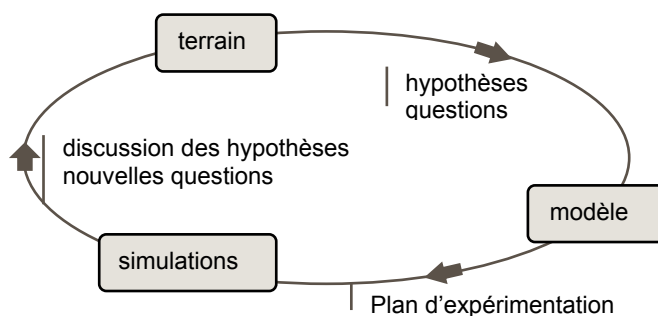 terrain
hypothèses
questions
discussion des hypothèses
nouvelles questions
modèle
simulations
Plan d'expérimentation